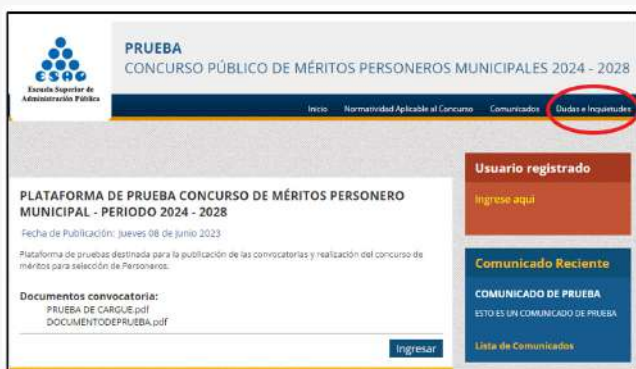 ESAP
Escuela Superior de
Administración Pública
PRUEBA
CONCURSO PÚBLICO DE MÉRITOS PERSONEROS MUNICIPALES 2024 - 2028
Inicio Normatividad Aplicable al Concurso Comunicados Dudas e Inquietudes
PLATAFORMA DE PRUEBA CONCURSO DE MÉRITOS PERSONERO
MUNICIPAL - PERIODO 2024 - 2028
Fecha de Publicación: Jueves 08 de Junio 2023
Plataforma de pruebas destinada para la publicación de las convocatorias y realización del concurso de
méritos para selección de Personeros.
Documentos convocatoria:
PRUEBA DE CARGUE.pdf
DOCUMENTODEPRUEBA.pdf
Ingresar
Usuario registrado
Ingrese aquí
Comunicado Reciente
COMUNICADO DE PRUEBA
ESTO ES UN COMUNICADO DE PRUEBA
Lista de Comunicados